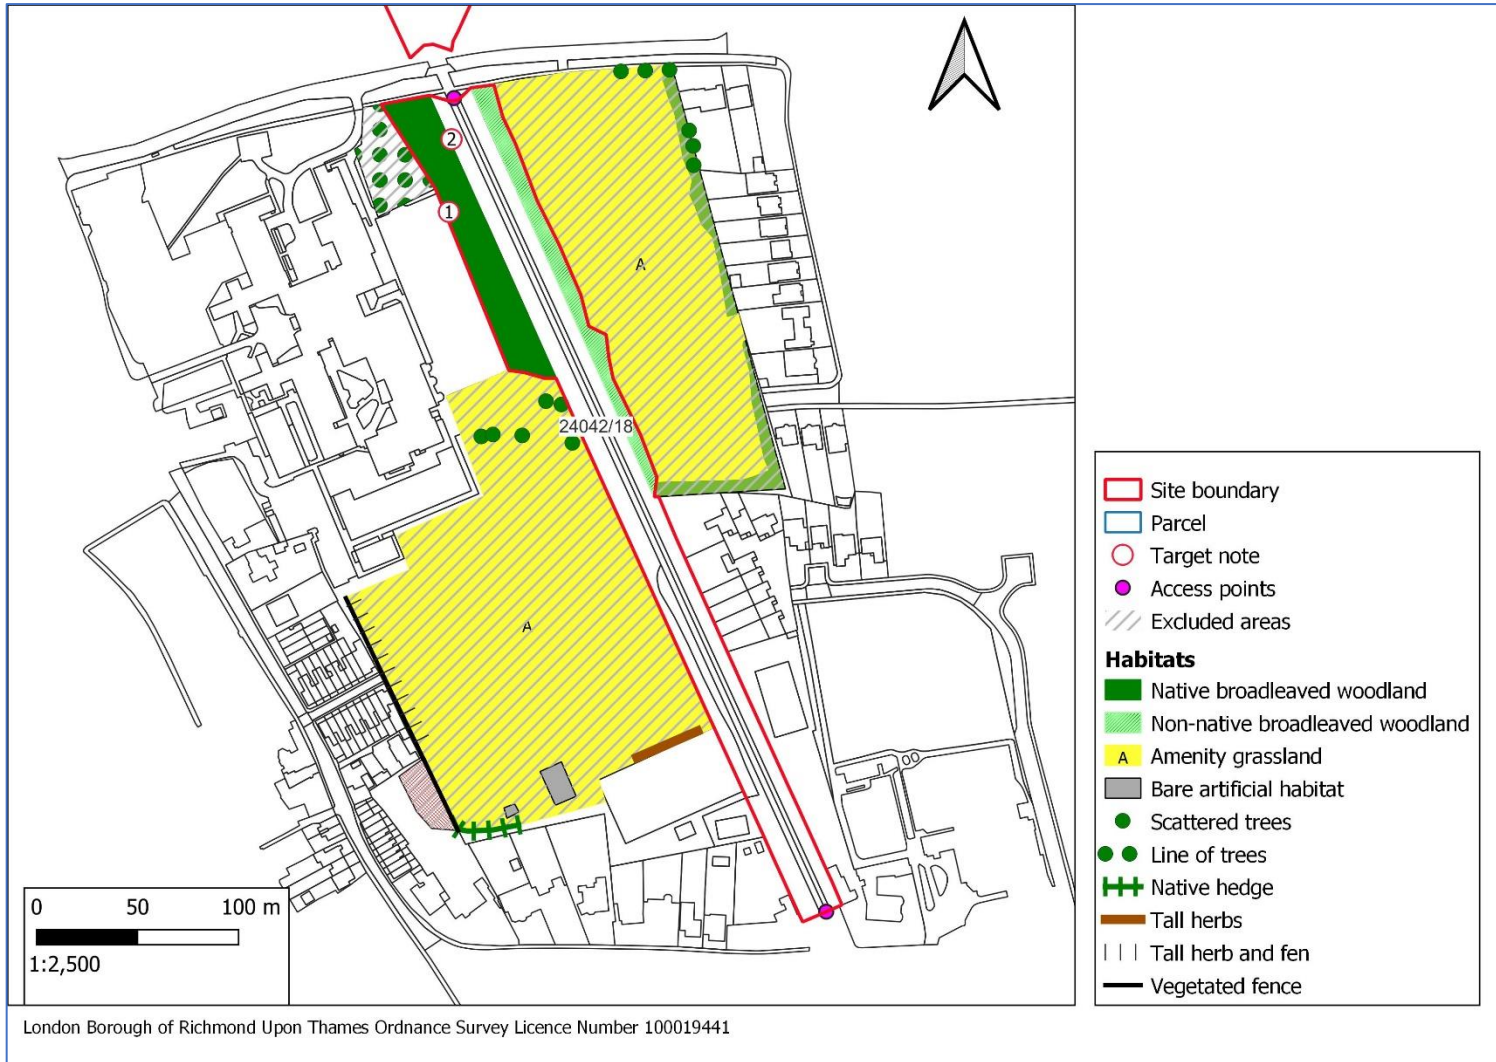 2
1
A
24042/18
A
0 50 100 m
1:2,500
Site boundary
Parcel
Target note
Access points
Excluded areas
Habitats
Native broadleaved woodland
Non-native broadleaved woodland
A Amenity grassland
Bare artificial habitat
Scattered trees
Line of trees
Native hedge
Tall herbs
Tall herb and fen
Vegetated fence
London Borough of Richmond Upon Thames Ordnance Survey Licence Number 100019441